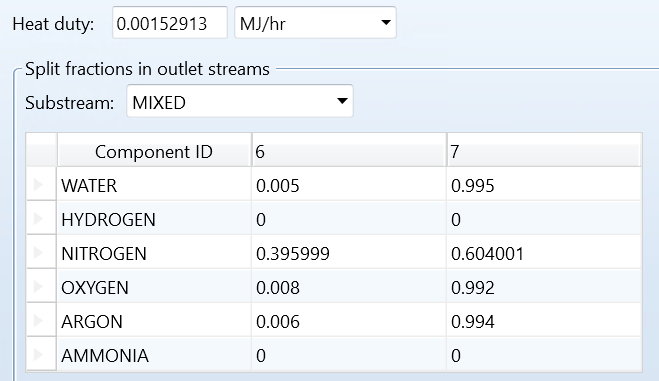 Heat duty: 0.00152913 MJ/hr
Split fractions in outlet streams
Substream: MIXED
Component ID 6 7
WATER 0.005 0.995
HYDROGEN 0 0
NITROGEN 0.395999 0.604001
OXYGEN 0.008 0.992
ARGON 0.006 0.994
AMMONIA 0 0